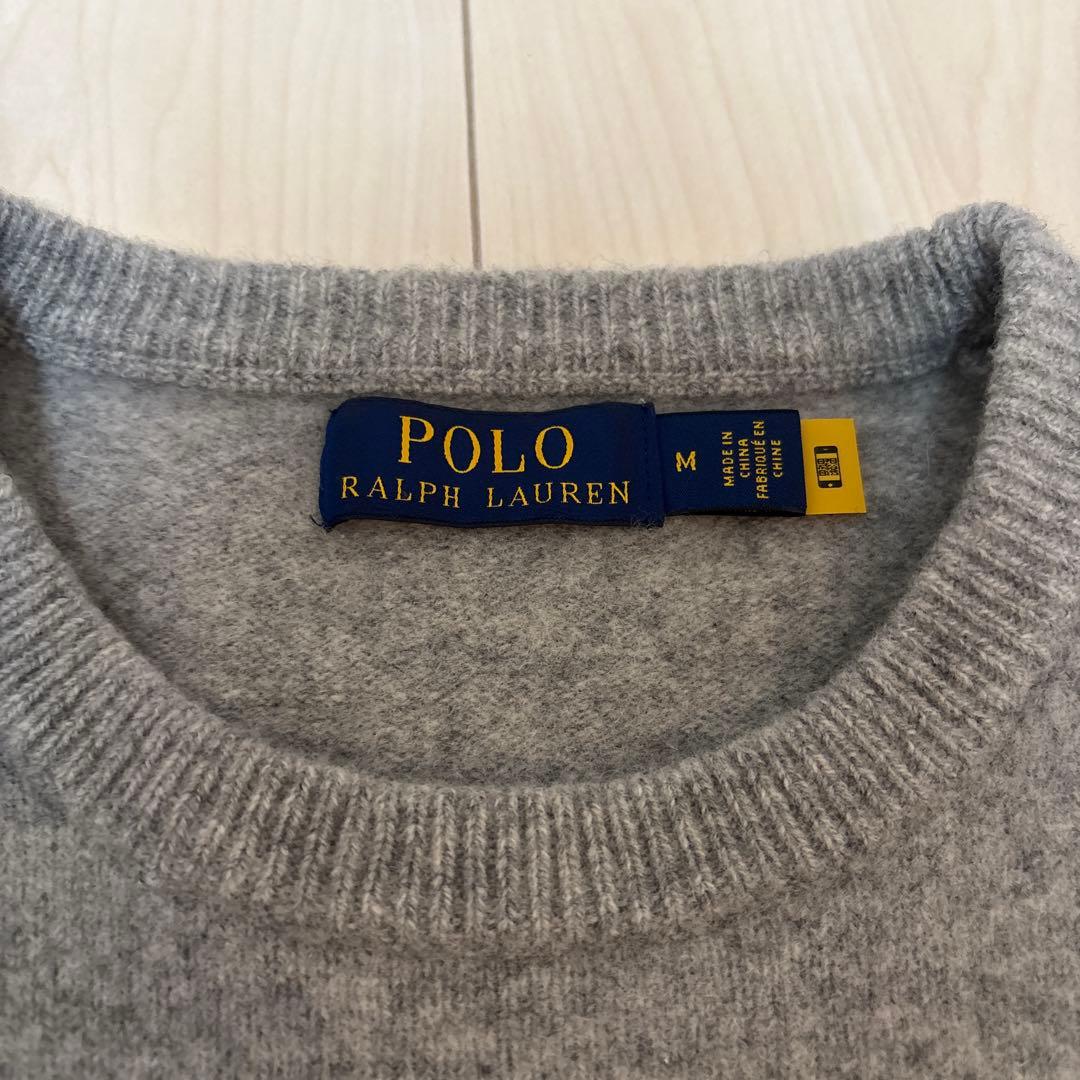 POLO
RALPH LAUREN
M
MADE IN
CHINA
FABRIQUÉ EN
CHINE